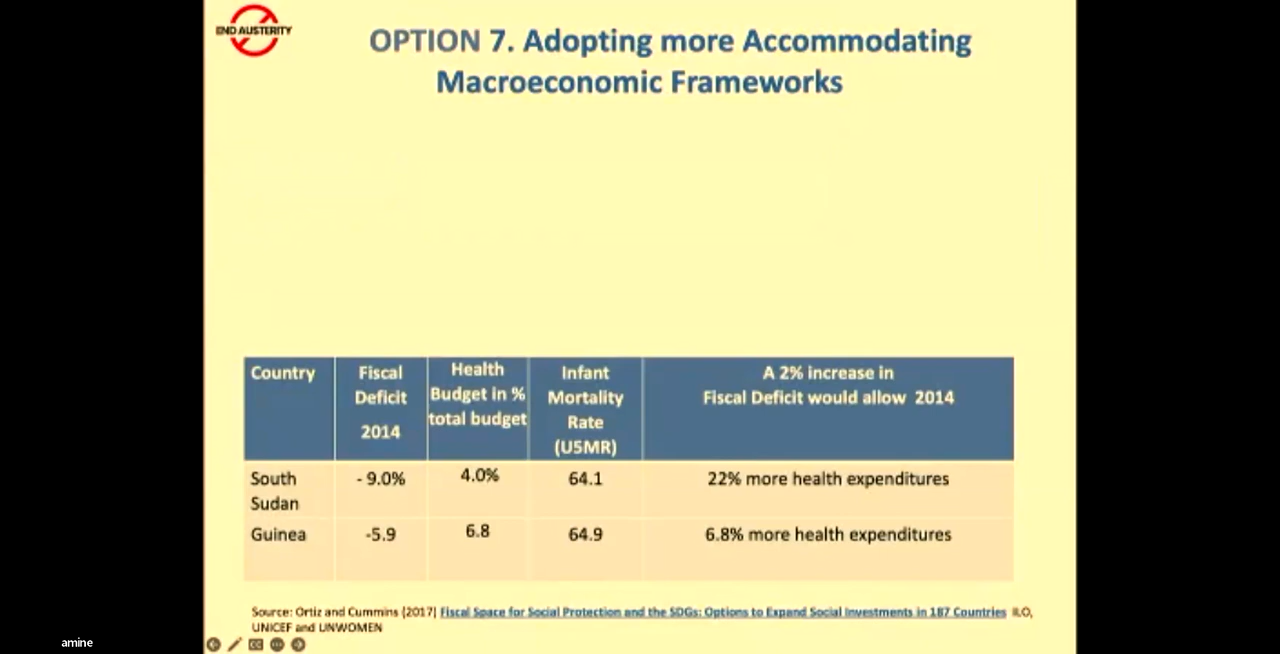 END AUSTERITY
OPTION 7. Adopting more Accommodating
Macroeconomic Frameworks
Country
Fiscal
Deficit
2014
Health
Budget in %
total budget
Infant
Mortality
Rate
(U5MR)
A 2% increase in
Fiscal Deficit would allow 2014
South
Sudan
- 9.0%
4.0%
64.1
22% more health expenditures
Guinea
-5.9
6.8
64.9
6.8% more health expenditures
Source: Ortiz and Cummins (2017) Fiscal Space for Social Protection and the SDGs: Options to Expand Social Investments in 187 Countries ILO,
UNICEF and UNWOMEN
amine